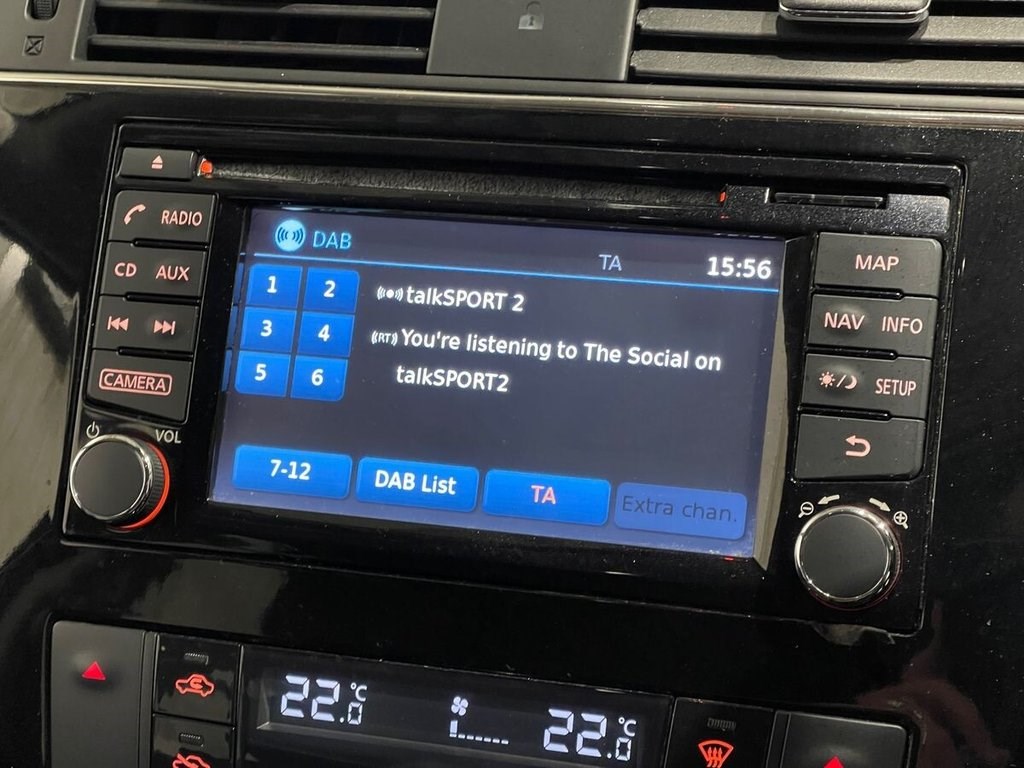 RADIO
CD AUX
CAMERA
VOL
DAB
TA 15:56
1 2
3 4
5 6
talkSPORT 2
(RT) You're listening to The Social on
talkSPORT2
7-12 DAB List TA Extra chan.
MAP
NAV INFO
SETUP
22.0 °C 22.0 °C